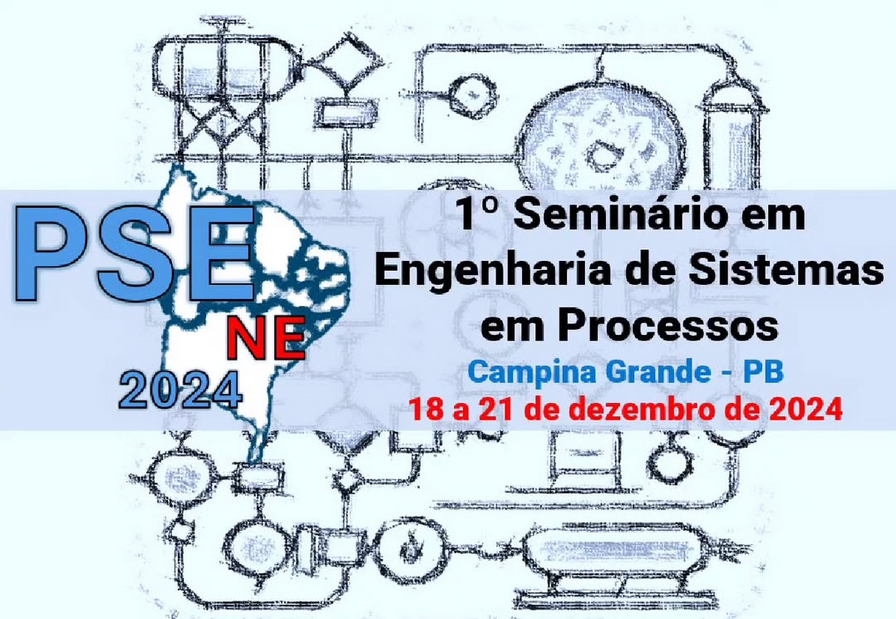 PSE
NE
2024
1º Seminário em
Engenharia de Sistemas
em Processos
Campina Grande - PB
18 a 21 de dezembro de 2024